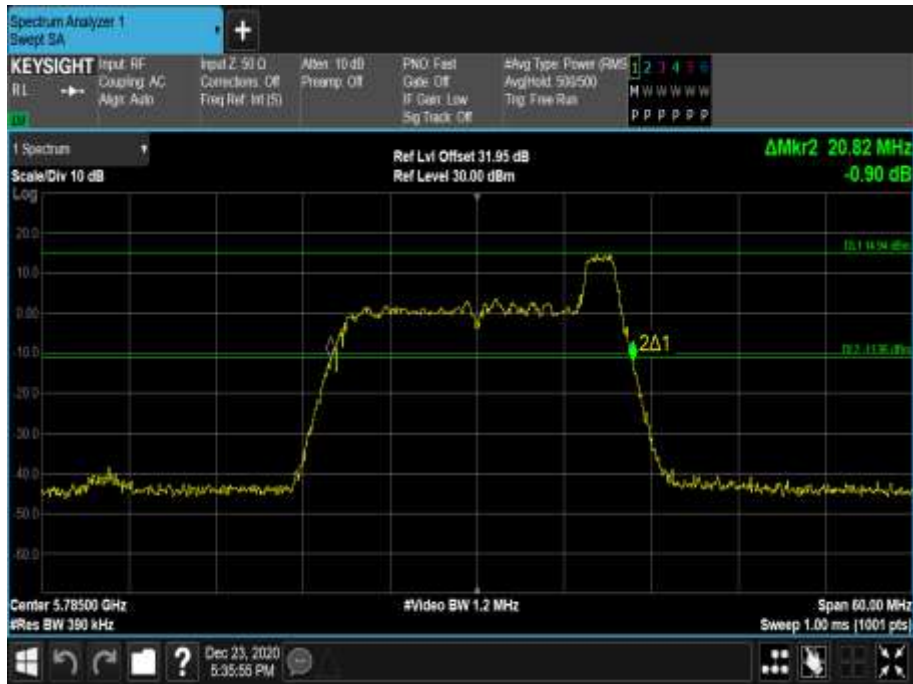 Spectrum Analyzer 1
Swept SA
+
KEYSIGHT
RL
Input: RF
Coupling: AC
Align: Auto
Input Z: 50 Ω
Corrections: Off
Freq Ref: Int (S)
Atten: 10 dB
Preamp: Off
PNO: Fast
Gate: Off
IF Gain: Low
Sig Track: Off
#Avg Type: Power (RMS
Avg|Hold: 500/500
Trig: Free Run
1 2 3 4 5 6
M W W W W W
P P P P P P
1 Spectrum
Scale/Div 10 dB
Log
Ref Lvl Offset 31.95 dB
Ref Level 30.00 dBm
ΔMkr2 20.82 MHz
-0.90 dB
20.0
DL1 14.94 dBm
10.0
0.00
-10.0
2Δ1
-20.0
-30.0
-40.0
-50.0
-60.0
Center 5.78500 GHz
#Res BW 390 kHz
#Video BW 1.2 MHz
Span 60.00 MHz
Sweep 1.00 ms (1001 pts)
?
Dec 23, 2020
5:35:55 PM